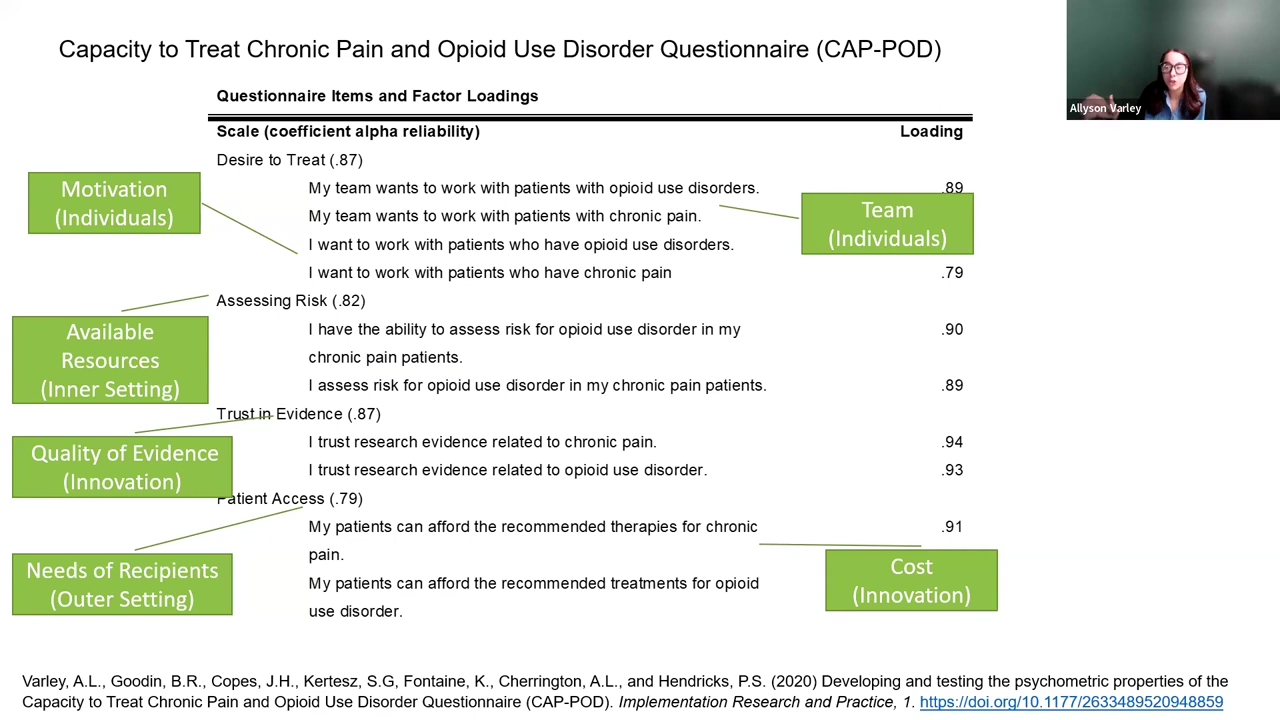 Capacity to Treat Chronic Pain and Opioid Use Disorder Questionnaire (CAP-POD)
Allyson Varley
Questionnaire Items and Factor Loadings
Scale (coefficient alpha reliability) Loading
Desire to Treat (.87)
My team wants to work with patients with opioid use disorders. .89
My team wants to work with patients with chronic pain.
I want to work with patients who have opioid use disorders.
I want to work with patients who have chronic pain .79
Motivation
(Individuals)
Team
(Individuals)
Assessing Risk (.82)
I have the ability to assess risk for opioid use disorder in my .90
chronic pain patients.
I assess risk for opioid use disorder in my chronic pain patients. .89
Available
Resources
(Inner Setting)
Trust in Evidence (.87)
I trust research evidence related to chronic pain. .94
I trust research evidence related to opioid use disorder. .93
Quality of Evidence
(Innovation)
Patient Access (.79)
My patients can afford the recommended therapies for chronic .91
pain.
My patients can afford the recommended treatments for opioid
use disorder.
Needs of Recipients
(Outer Setting)
Cost
(Innovation)
Varley, A.L., Goodin, B.R., Copes, J.H., Kertesz, S.G, Fontaine, K., Cherrington, A.L., and Hendricks, P.S. (2020) Developing and testing the psychometric properties of the
Capacity to Treat Chronic Pain and Opioid Use Disorder Questionnaire (CAP-POD). Implementation Research and Practice, 1. https://doi.org/10.1177/2633489520948859